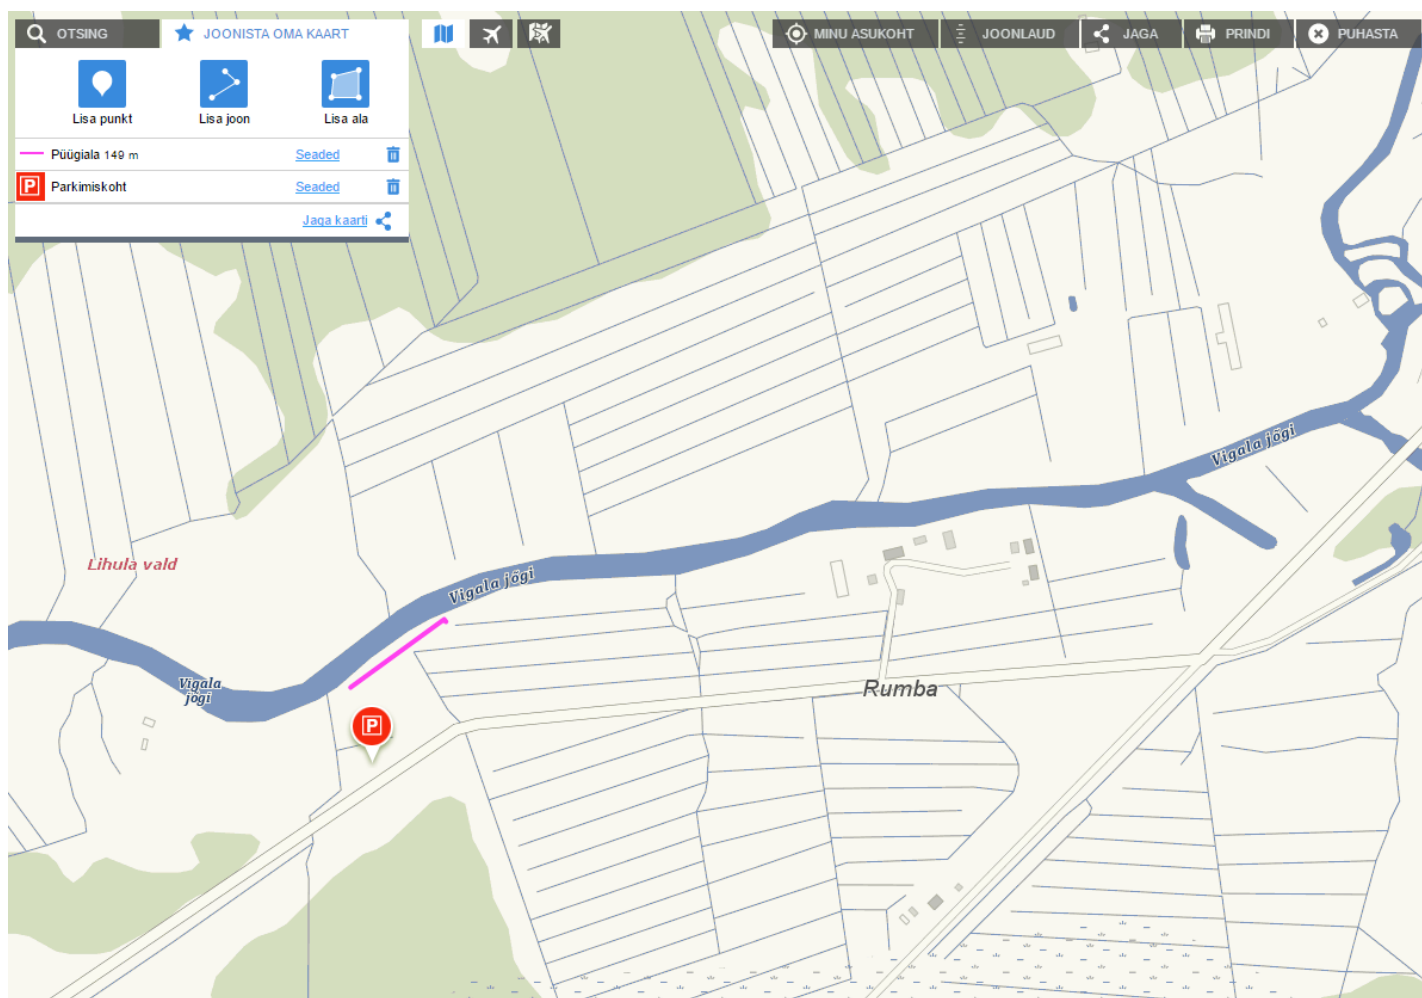 OTSING
JOONISTA OMA KAART
MINU ASUKOHT
JOONLAUD
JAGA
PRINDI
PUHASTA
Lisa punkt
Lisa joon
Lisa ala
Püügiala 149 m
Seaded
P
Parkimiskoht
Seaded
Jaga kaarti
Vigala jõgi
Lihula vald
Vigala jõgi
Vigala
jõgi
Rumba
P